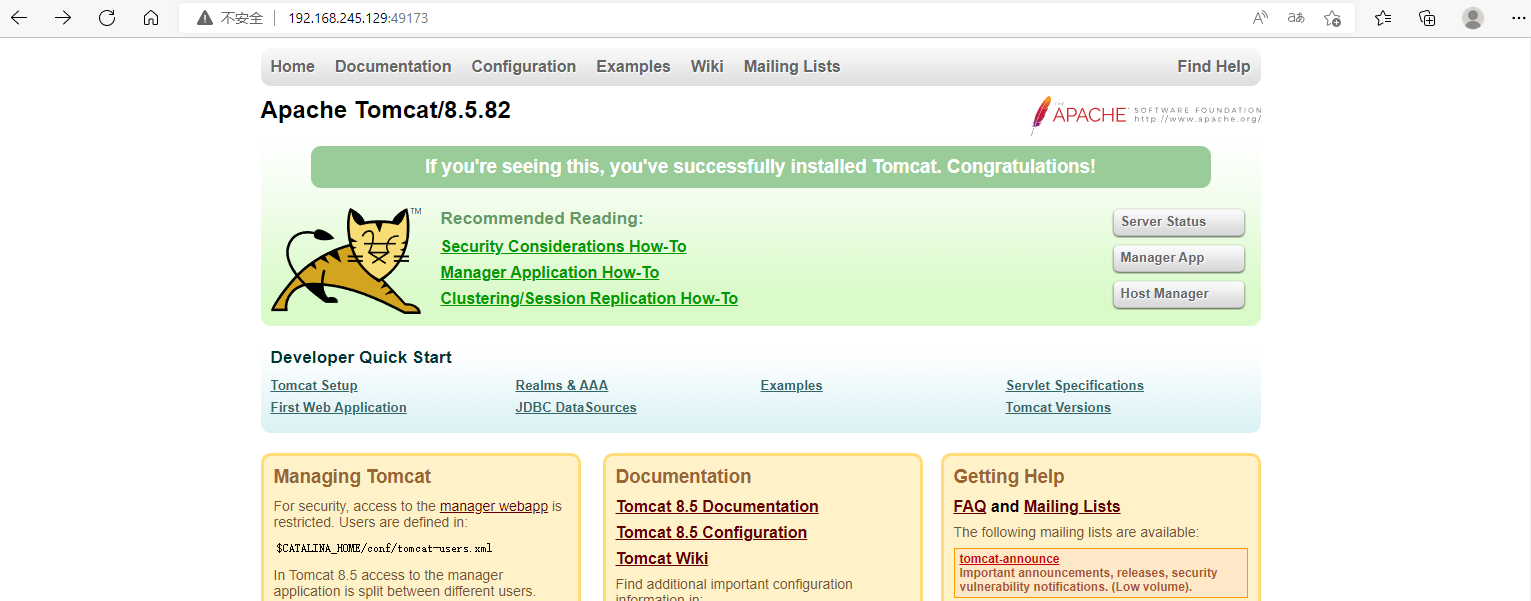 不安全 192.168.245.129:49173
Home Documentation Configuration Examples Wiki Mailing Lists Find Help
Apache Tomcat/8.5.82
THE
APACHE SOFTWARE FOUNDATION
http://www.apache.org/
If you're seeing this, you've successfully installed Tomcat. Congratulations!
TM
Recommended Reading:
Security Considerations How-To
Manager Application How-To
Clustering/Session Replication How-To
Server Status
Manager App
Host Manager
Developer Quick Start
Tomcat Setup
First Web Application
Realms & AAA
JDBC DataSources
Examples
Servlet Specifications
Tomcat Versions
Managing Tomcat
For security, access to the manager webapp is
restricted. Users are defined in:
$CATALINA_HOME/conf/tomcat-users.xml
In Tomcat 8.5 access to the manager
application is split between different users.
Documentation
Tomcat 8.5 Documentation
Tomcat 8.5 Configuration
Tomcat Wiki
Find additional important configuration
information in:
Getting Help
FAQ and Mailing Lists
The following mailing lists are available:
tomcat-announce
Important announcements, releases, security
vulnerability notifications. (Low volume).